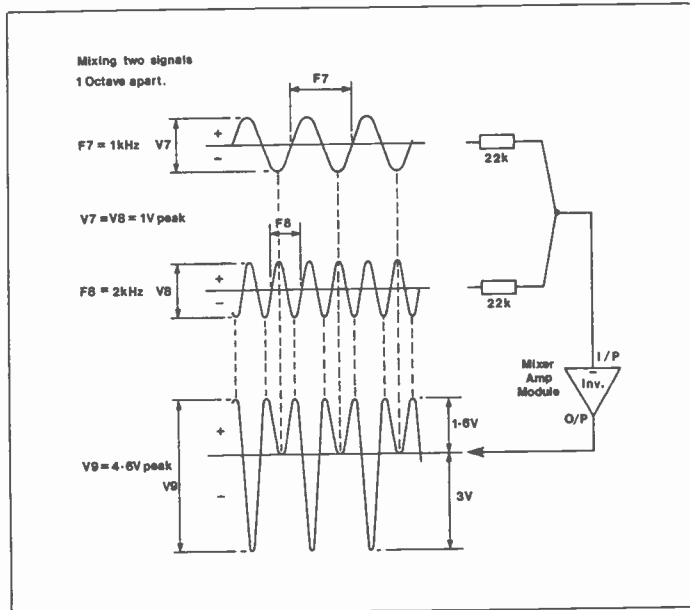 Mixing two signals
1 Octave apart.
F7
F7 = 1kHz
V7
+
−
22k
V7 = V8 = 1V peak
F8
F8 = 2kHz
V8
+
−
22k
Mixer
Amp
Module
I/P
−
Inv.
O/P
V9 = 4·6V peak
V9
+
−
1·6V
3V